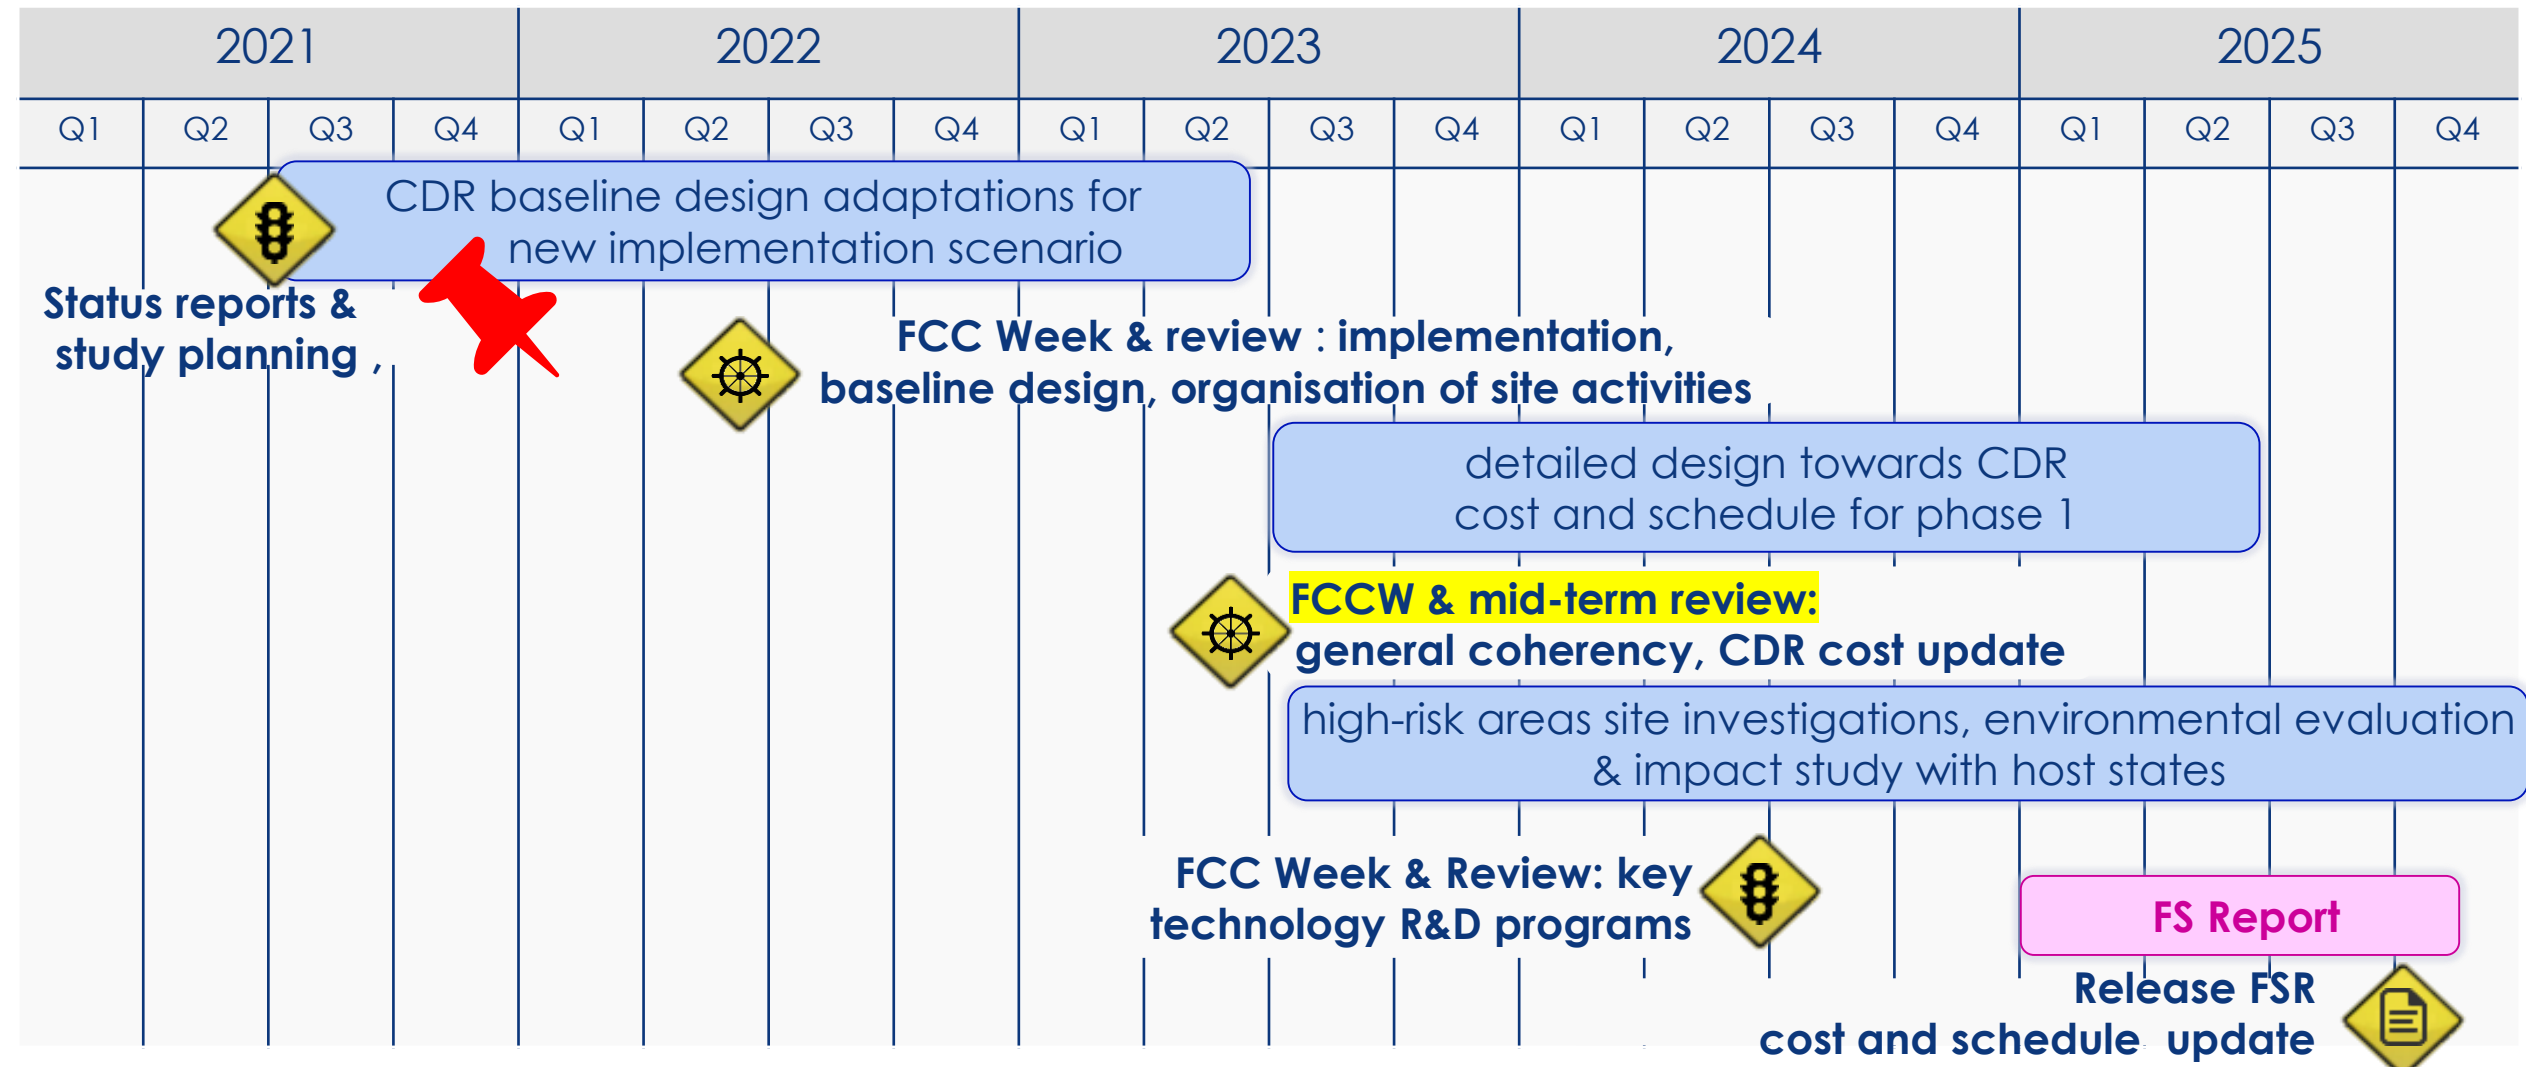 2021 2022 2023 2024 2025
Q1 Q2 Q3 Q4 Q1 Q2 Q3 Q4 Q1 Q2 Q3 Q4 Q1 Q2 Q3 Q4 Q1 Q2 Q3 Q4
CDR baseline design adaptations for
new implementation scenario
Status reports &
study planning ,
FCC Week & review : implementation,
baseline design, organisation of site activities
detailed design towards CDR
cost and schedule for phase 1
FCCW & mid-term review:
general coherency, CDR cost update
high-risk areas site investigations, environmental evaluation
& impact study with host states
FCC Week & Review: key
technology R&D programs
FS Report
Release FSR
cost and schedule update